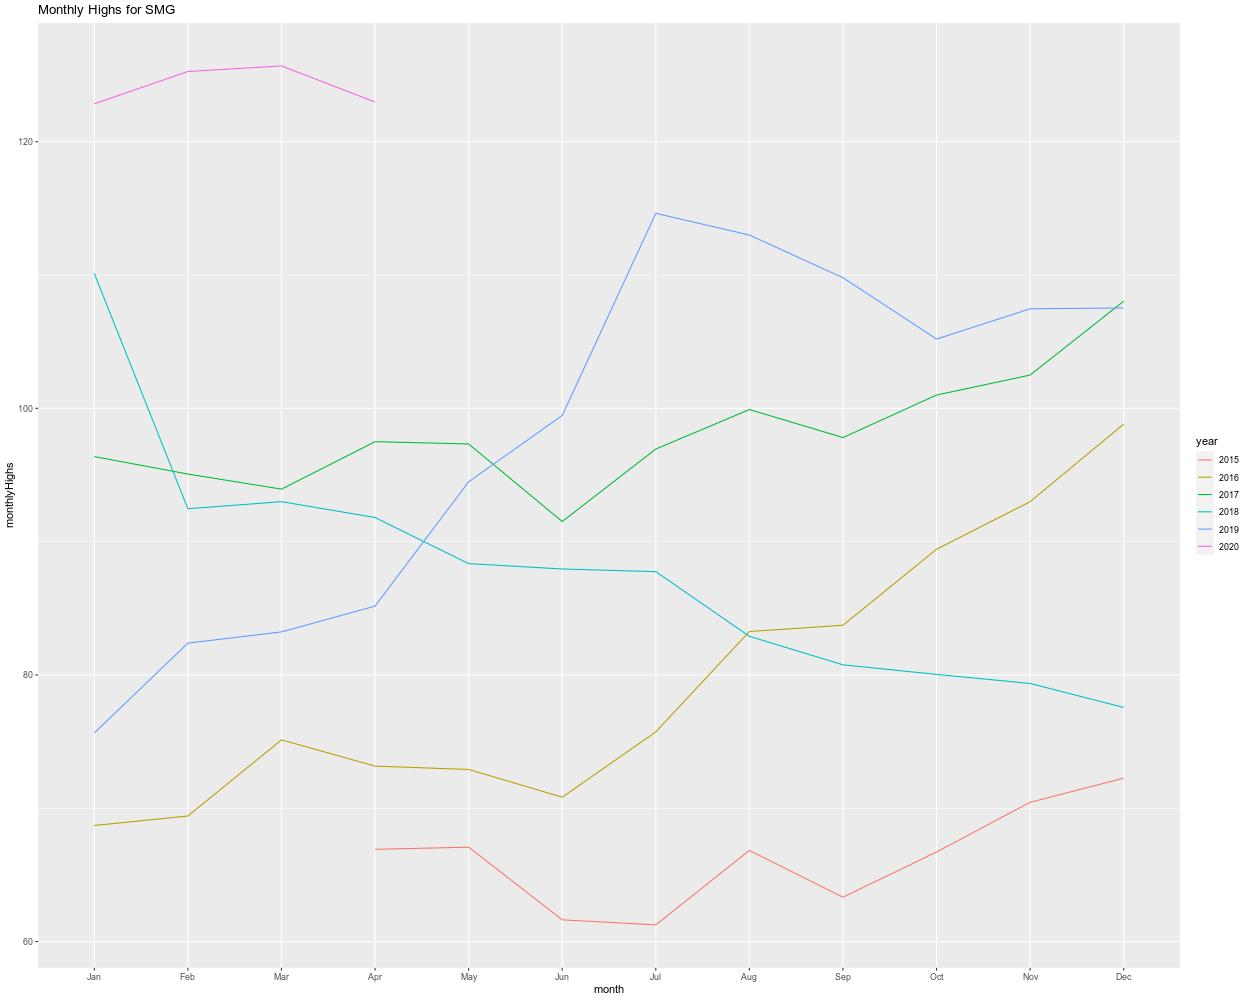 Monthly Highs for SMG
monthlyHighs
120
100
80
60
Jan Feb Mar Apr May Jun Jul Aug Sep Oct Nov Dec
month
year
2015
2016
2017
2018
2019
2020